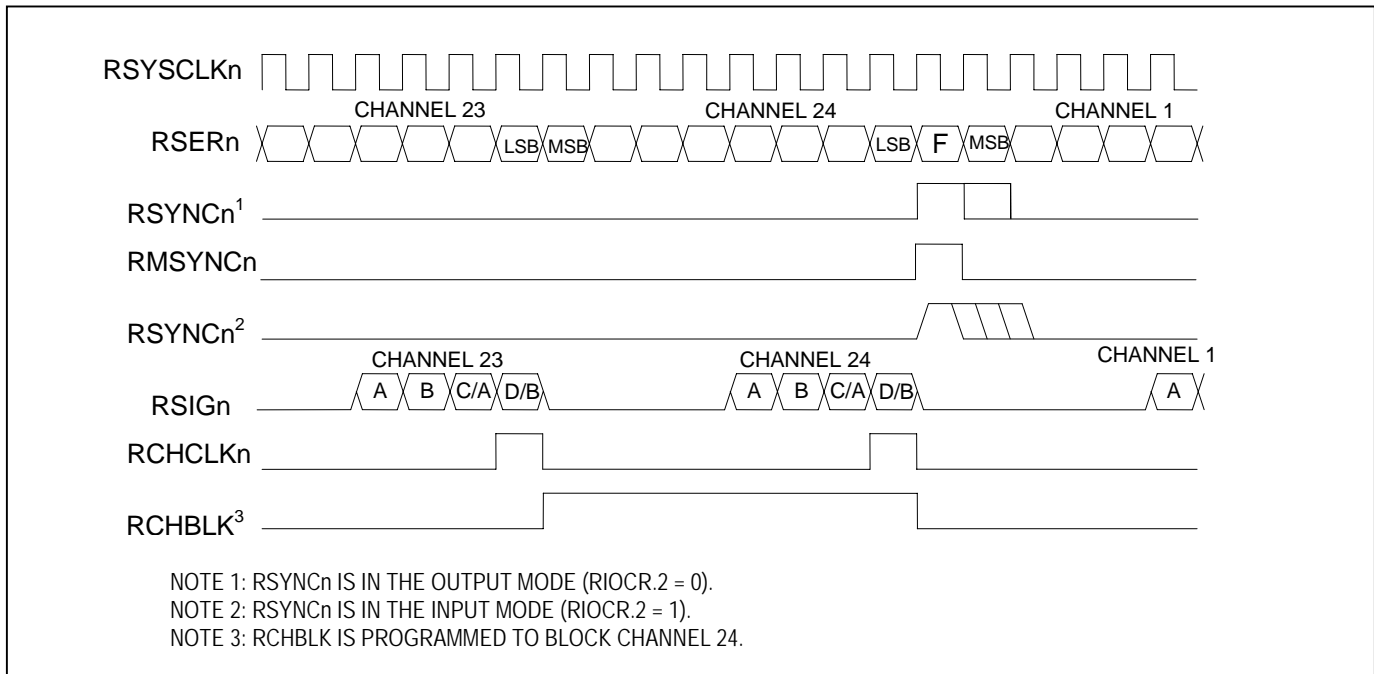 RSYSCLKn
CHANNEL 23 CHANNEL 24 CHANNEL 1
RSERn LSB MSB LSB F MSB
RSYNCn¹
RMSYNCn
RSYNCn²
CHANNEL 23 CHANNEL 24 CHANNEL 1
RSIGn A B C/A D/B A B C/A D/B A
RCHCLKn
RCHBLK³
NOTE 1: RSYNCn IS IN THE OUTPUT MODE (RIOCR.2 = 0).
NOTE 2: RSYNCn IS IN THE INPUT MODE (RIOCR.2 = 1).
NOTE 3: RCHBLK IS PROGRAMMED TO BLOCK CHANNEL 24.